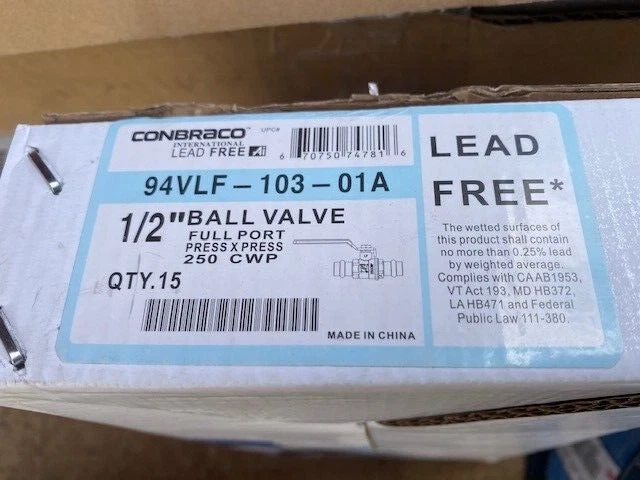 CONBRACO
INTERNATIONAL
LEAD FREE
UPC#
6 70750 74781 6
94VLF-103-01A
1/2" BALL VALVE
FULL PORT
PRESS X PRESS
250 CWP
QTY.15
MADE IN CHINA
LEAD
FREE*
The wetted surfaces of
this product shall contain
no more than 0.25% lead
by weighted average.
Complies with CA AB1953,
VT Act 193, MD HB372,
LA HB471 and Federal
Public Law 111-380.